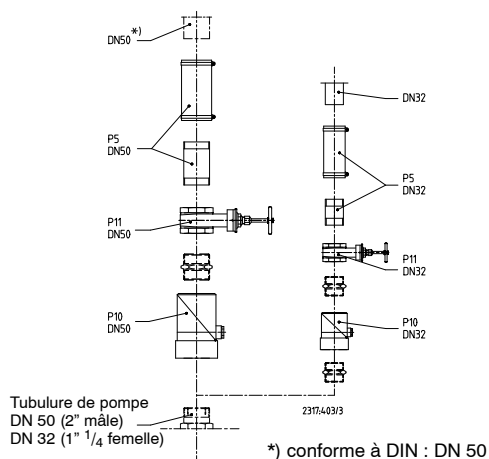 DN50 *)
DN32
P5
DN50
P5
DN32
P11
DN50
P11
DN32
P10
DN50
P10
DN32
Tubulure de pompe
DN 50 (2” mâle)
DN 32 (1” 1/4 femelle)
2317.403/3
*) conforme à DIN : DN 50